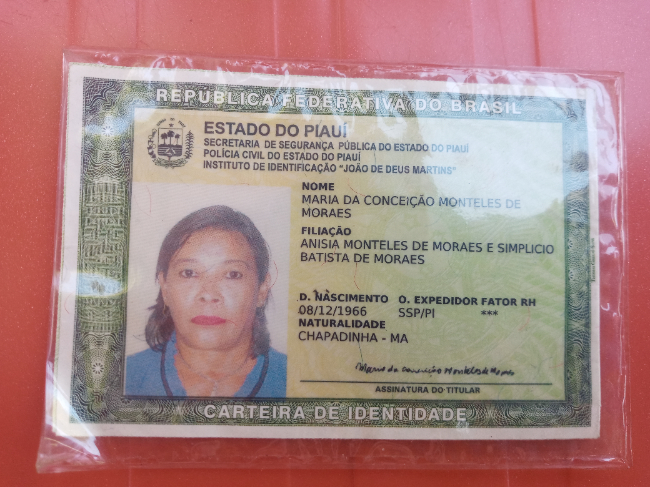 REPÚBLICA FEDERATIVA DO BRASIL
ESTADO DO PIAUÍ
SECRETARIA DE SEGURANÇA PÚBLICA DO ESTADO DO PIAUÍ
POLÍCIA CIVIL DO ESTADO DO PIAUÍ
INSTITUTO DE IDENTIFICAÇÃO "JOÃO DE DEUS MARTINS"
NOME
MARIA DA CONCEIÇÃO MONTELES DE
MORAES
FILIAÇÃO
ANISIA MONTELES DE MORAES E SIMPLICIO
BATISTA DE MORAES
D. NASCIMENTO O. EXPEDIDOR FATOR RH
08/12/1966 SSP/PI ***
NATURALIDADE
CHAPADINHA - MA
Maria da Conceição Monteles de Moraes
ASSINATURA DO TITULAR
CARTEIRA DE IDENTIDADE